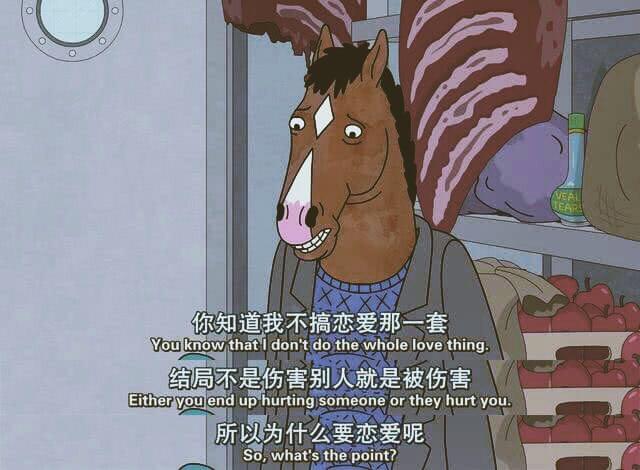 VEAL
TEARS
你知道我不搞恋爱那一套
You know that I don't do the whole love thing.
结局不是伤害别人就是被伤害
Either you end up hurting someone or they hurt you.
所以为什么要恋爱呢
So, what's the point?